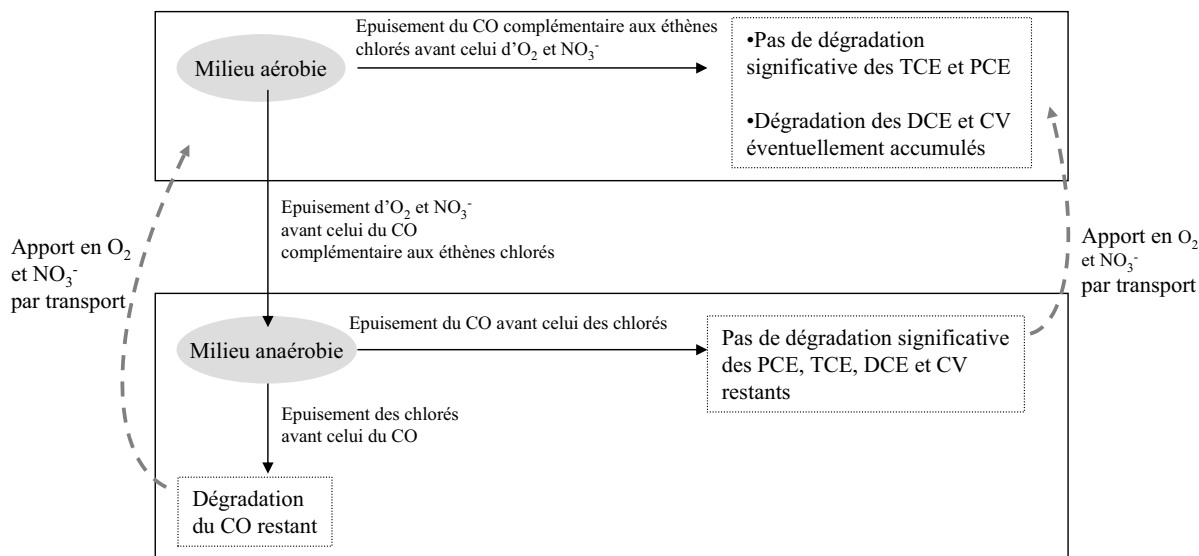 Epuisement du CO complémentaire aux éthènes
chlorés avant celui d'O₂ et NO₃⁻
Milieu aérobie
•Pas de dégradation
significative des TCE et PCE
•Dégradation des DCE et CV
éventuellement accumulés
Epuisement d'O₂ et NO₃⁻
avant celui du CO
complémentaire aux éthènes chlorés
Apport en O₂
et NO₃⁻
par transport
Apport en O₂
et NO₃⁻
par transport
Epuisement du CO avant celui des chlorés
Milieu anaérobie
Pas de dégradation significative
des PCE, TCE, DCE et CV
restants
Epuisement des chlorés
avant celui du CO
Dégradation
du CO restant